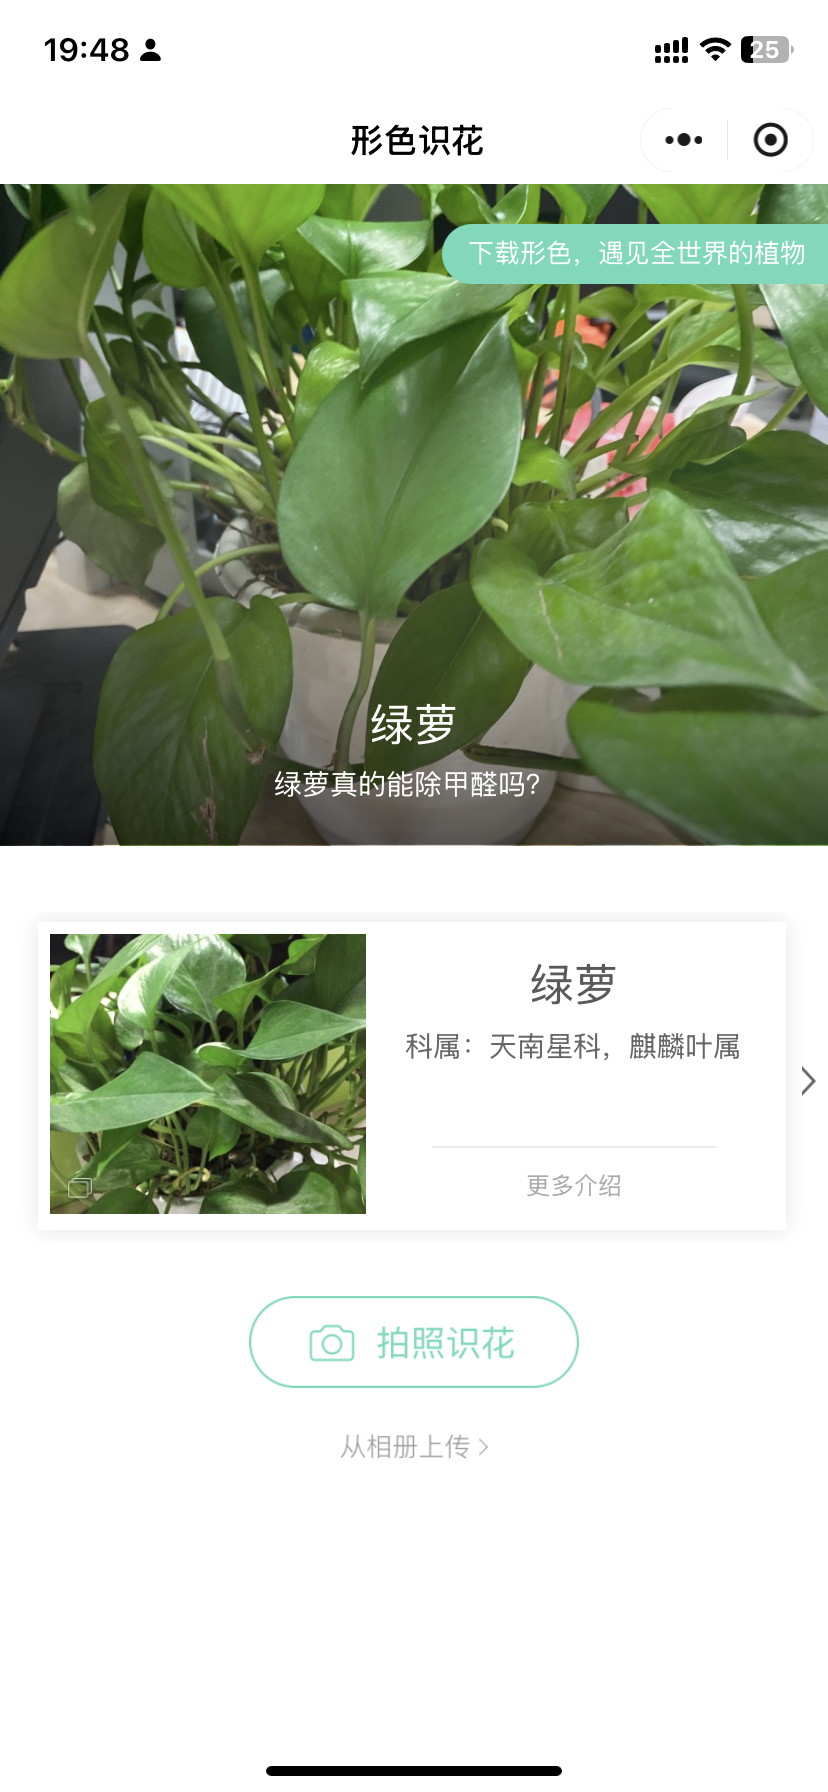 19:48
25
形色识花
下载形色，遇见全世界的植物
绿萝
绿萝真的能除甲醛吗?
绿萝
科属：天南星科，麒麟叶属
更多介绍
拍照识花
从相册上传